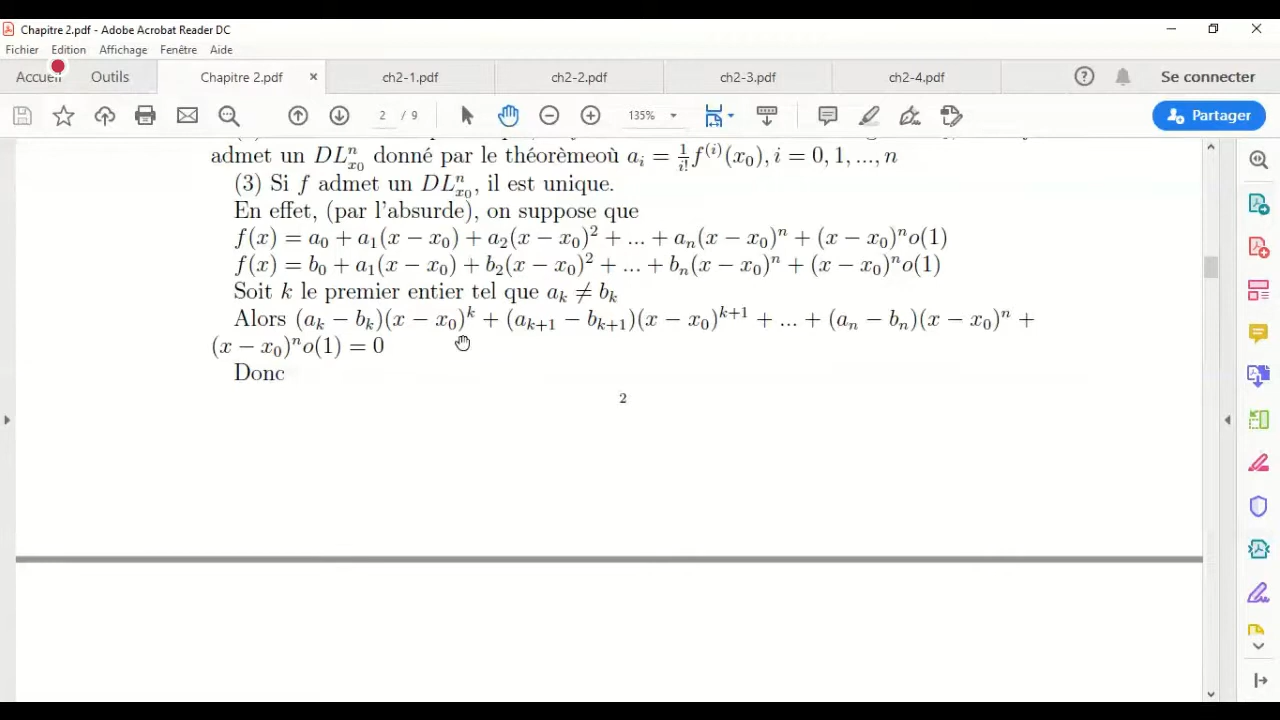 Chapitre 2.pdf - Adobe Acrobat Reader DC
Fichier Edition Affichage Fenêtre Aide
Accueil Outils Chapitre 2.pdf × ch2-1.pdf ch2-2.pdf ch2-3.pdf ch2-4.pdf Se connecter
2 / 9 135% Partager
admet un $DL_{x_0}^n$ donné par le théorèmeoù $a_i = \frac{1}{i!} f^{(i)}(x_0), i = 0, 1, ..., n$
(3) Si $f$ admet un $DL_{x_0}^n$, il est unique.
En effet, (par l'absurde), on suppose que
$f(x) = a_0 + a_1(x - x_0) + a_2(x - x_0)^2 + ... + a_n(x - x_0)^n + (x - x_0)^n o(1)$
$f(x) = b_0 + a_1(x - x_0) + b_2(x - x_0)^2 + ... + b_n(x - x_0)^n + (x - x_0)^n o(1)$
Soit $k$ le premier entier tel que $a_k \neq b_k$
Alors $(a_k - b_k)(x - x_0)^k + (a_{k+1} - b_{k+1})(x - x_0)^{k+1} + ... + (a_n - b_n)(x - x_0)^n +$
$(x - x_0)^n o(1) = 0$
Donc
2